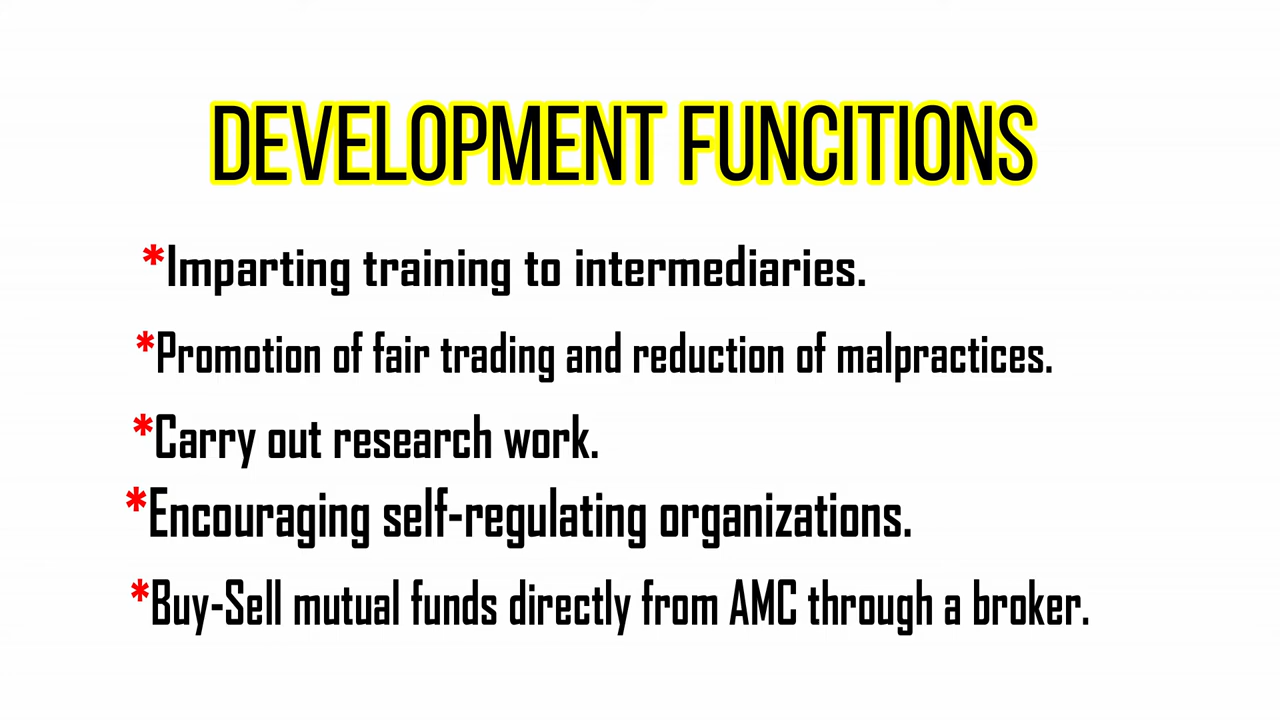 DEVELOPMENT FUNCITIONS
*Imparting training to intermediaries.
*Promotion of fair trading and reduction of malpractices.
*Carry out research work.
*Encouraging self-regulating organizations.
*Buy-Sell mutual funds directly from AMC through a broker.